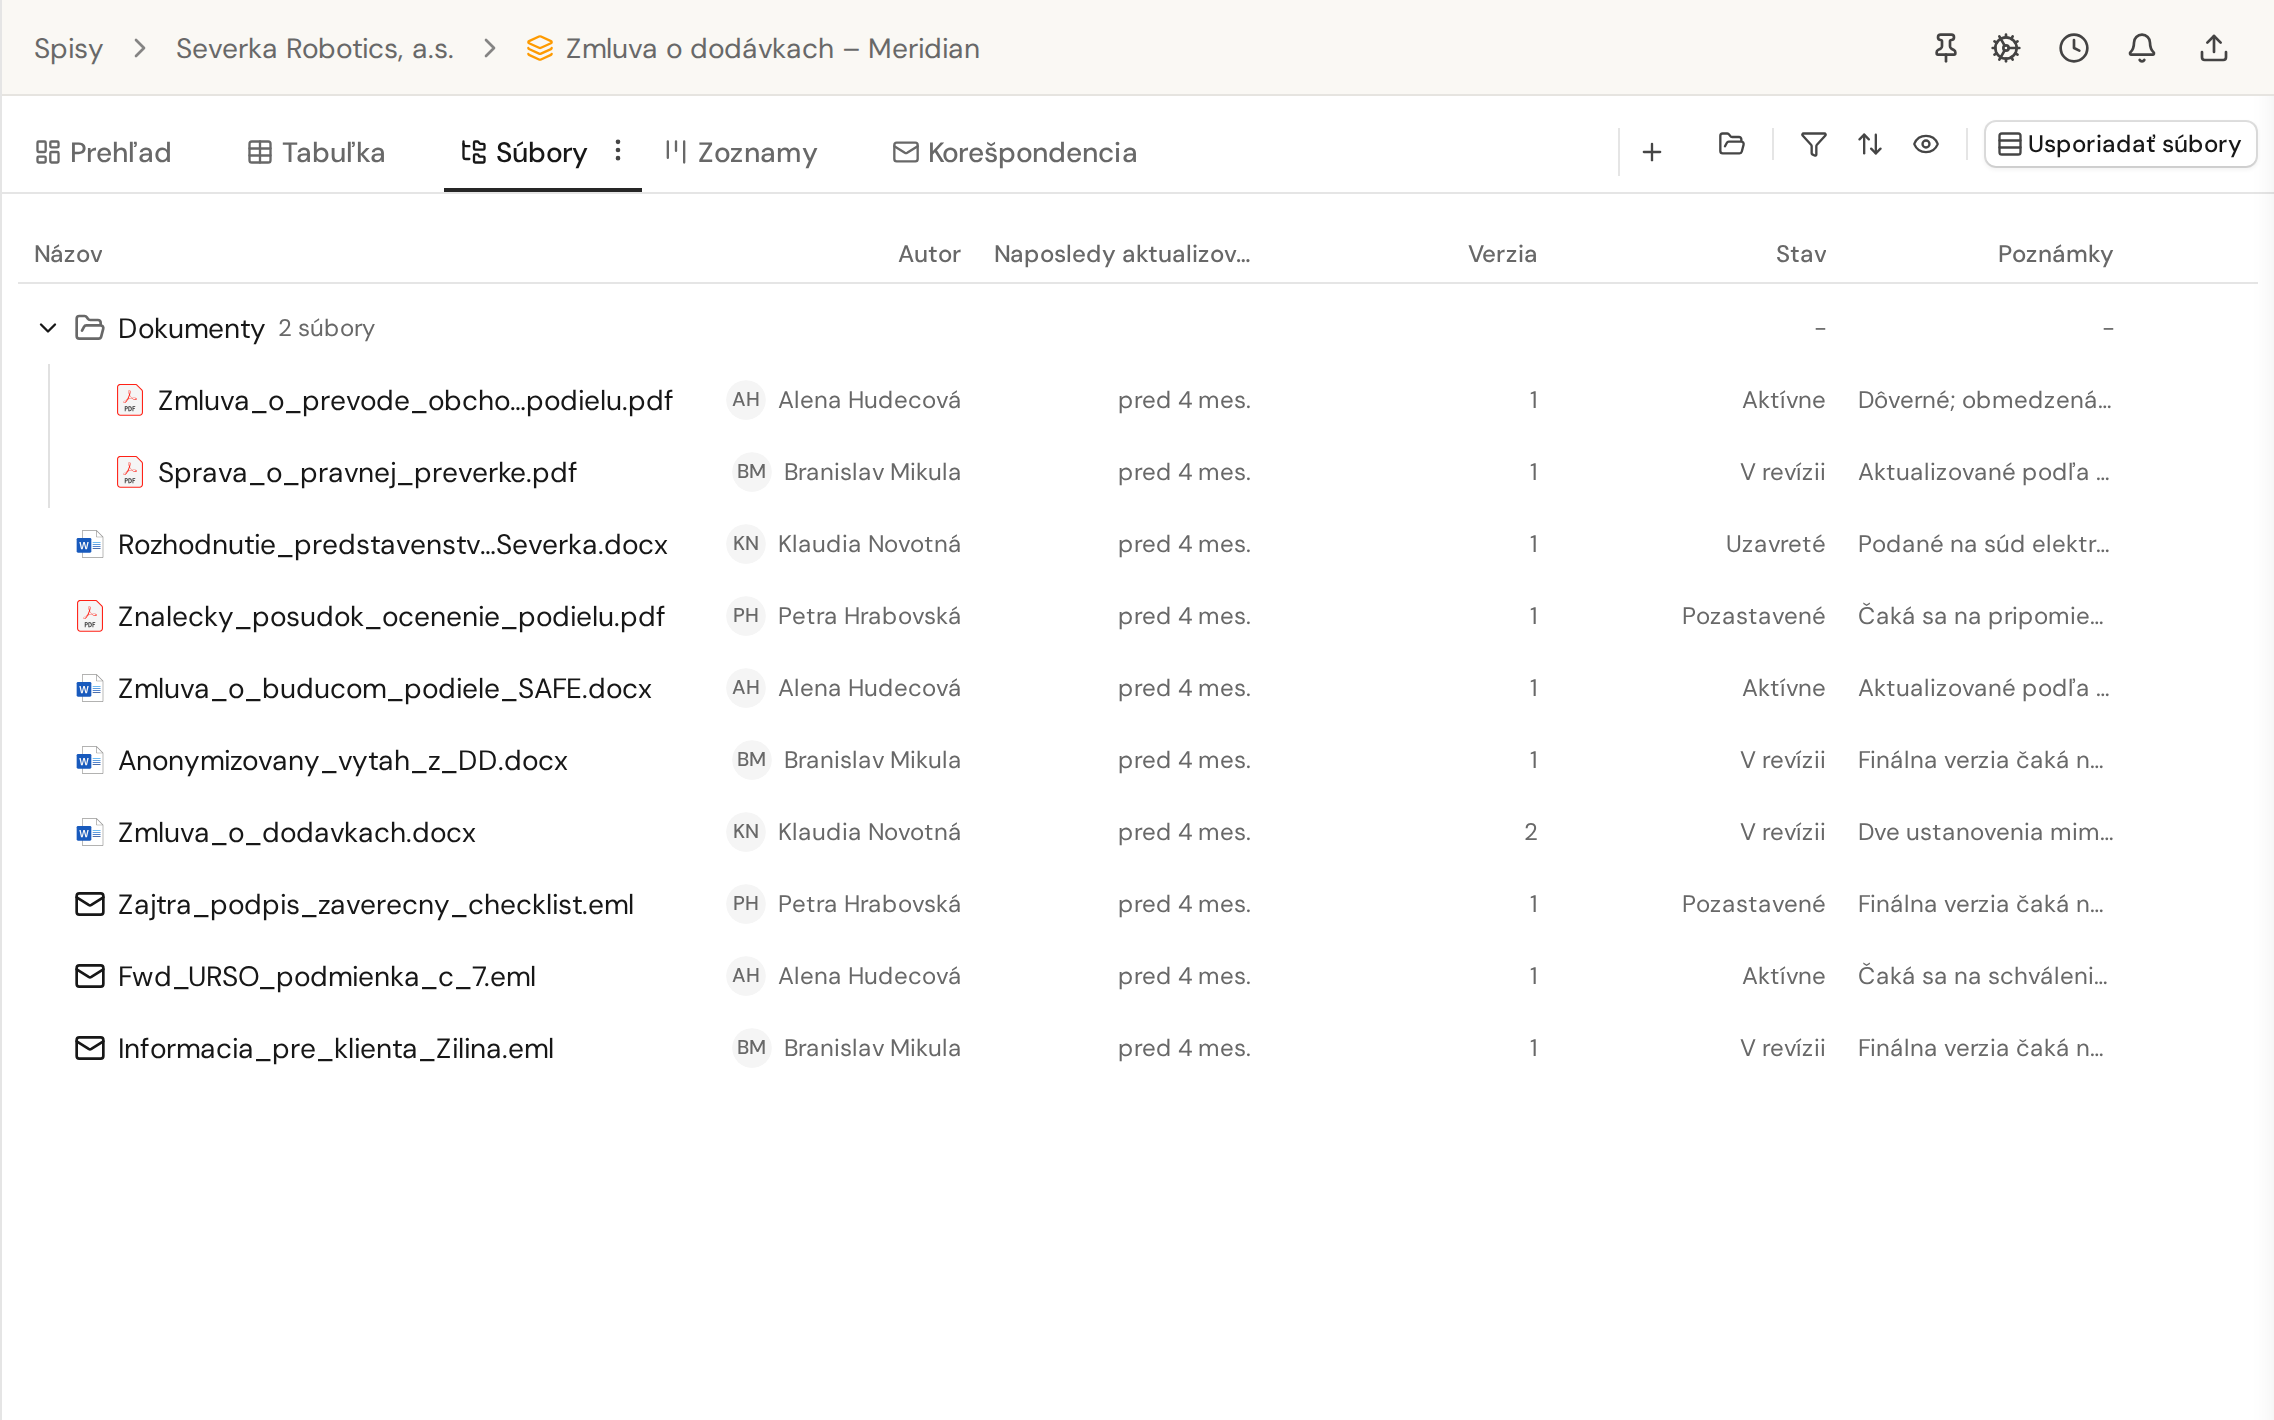 Spisy
Severka Robotics, a.s.
Zmluva o dodávkach – Meridian
Prehľad
Tabuľka
Súbory
Zoznamy
Korešpondencia
Usporiadať súbory
Názov Autor Naposledy aktualizov... Verzia Stav Poznámky
Dokumenty 2 súbory – –
Zmluva_o_prevode_obcho...podielu.pdf AH Alena Hudecová pred 4 mes. 1 Aktívne Dôverné; obmedzená...
Sprava_o_pravnej_preverke.pdf BM Branislav Mikula pred 4 mes. 1 V revízii Aktualizované podľa ...
Rozhodnutie_predstavenstv...Severka.docx KN Klaudia Novotná pred 4 mes. 1 Uzavreté Podané na súd elektr...
Znalecky_posudok_ocenenie_podielu.pdf PH Petra Hrabovská pred 4 mes. 1 Pozastavené Čaká sa na pripomie...
Zmluva_o_buducom_podiele_SAFE.docx AH Alena Hudecová pred 4 mes. 1 Aktívne Aktualizované podľa ...
Anonymizovany_vytah_z_DD.docx BM Branislav Mikula pred 4 mes. 1 V revízii Finálna verzia čaká n...
Zmluva_o_dodavkach.docx KN Klaudia Novotná pred 4 mes. 2 V revízii Dve ustanovenia mim...
Zajtra_podpis_zaverecny_checklist.eml PH Petra Hrabovská pred 4 mes. 1 Pozastavené Finálna verzia čaká n...
Fwd_URSO_podmienka_c_7.eml AH Alena Hudecová pred 4 mes. 1 Aktívne Čaká sa na schváleni...
Informacia_pre_klienta_Zilina.eml BM Branislav Mikula pred 4 mes. 1 V revízii Finálna verzia čaká n...